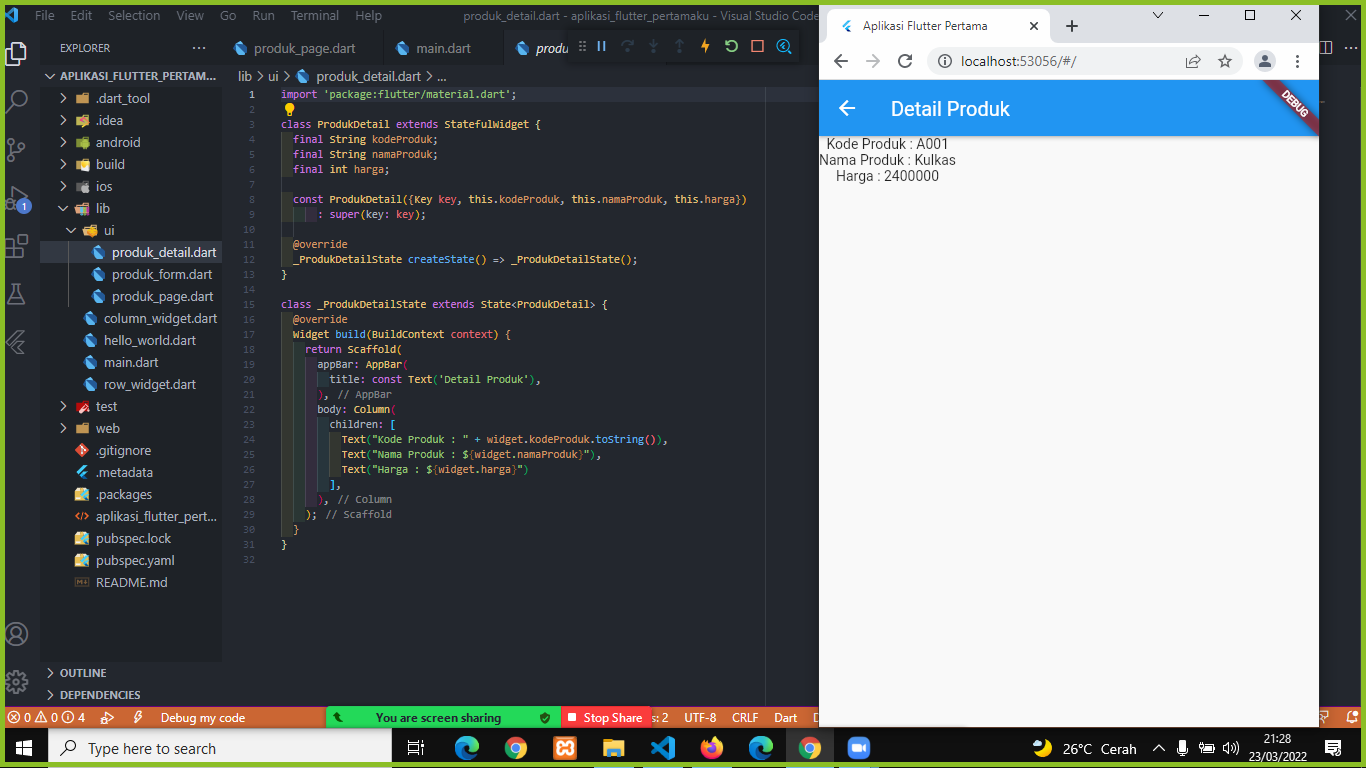 File Edit Selection View Go Run Terminal Help
produk_detail.dart - aplikasi_flutter_pertamaku - Visual Studio Code
EXPLORER ...
APLIKASI_FLUTTER_PERTAM...
.dart_tool
.idea
android
build
ios
lib
ui
produk_detail.dart
produk_form.dart
produk_page.dart
column_widget.dart
hello_world.dart
main.dart
row_widget.dart
test
web
.gitignore
.metadata
.packages
aplikasi_flutter_pert...
pubspec.lock
pubspec.yaml
README.md
OUTLINE
DEPENDENCIES
1
produk_page.dart main.dart produ
lib > ui > produk_detail.dart > ...
1 import 'package:flutter/material.dart';
2
3 class ProdukDetail extends StatefulWidget {
4 final String kodeProduk;
5 final String namaProduk;
6 final int harga;
7
8 const ProdukDetail({Key key, this.kodeProduk, this.namaProduk, this.harga})
9 : super(key: key);
10
11 @override
12 _ProdukDetailState createState() => _ProdukDetailState();
13 }
14
15 class _ProdukDetailState extends State<ProdukDetail> {
16 @override
17 Widget build(BuildContext context) {
18 return Scaffold(
19 appBar: AppBar(
20 title: const Text('Detail Produk'),
21 ), // AppBar
22 body: Column(
23 children: [
24 Text("Kode Produk : " + widget.kodeProduk.toString()),
25 Text("Nama Produk : ${widget.namaProduk}"),
26 Text("Harga : ${widget.harga}")
27 ],
28 ), // Column
29 ); // Scaffold
30 }
31 }
32
Aplikasi Flutter Pertama
localhost:53056/#/
Detail Produk
DEBUG
Kode Produk : A001
Nama Produk : Kulkas
Harga : 2400000
0 0 4 Debug my code
You are screen sharing Stop Share
s: 2 UTF-8 CRLF Dart D
Type here to search
26°C Cerah
21:28
23/03/2022